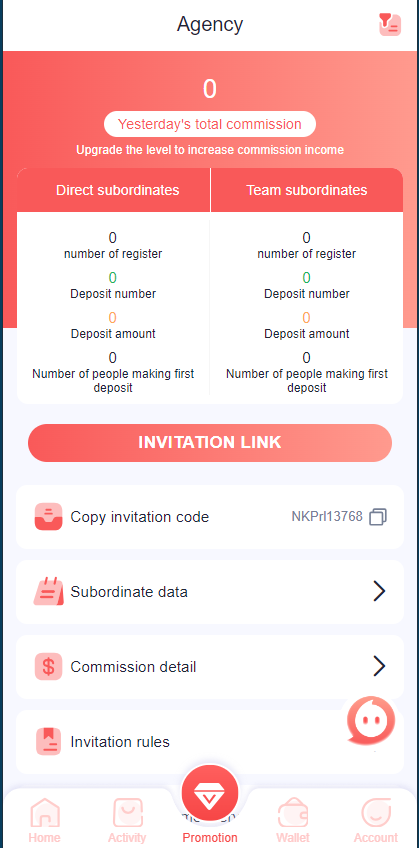 Agency
0
Yesterday's total commission
Upgrade the level to increase commission income
Direct subordinates
Team subordinates
0
number of register
0
Deposit number
0
Deposit amount
0
Number of people making first
deposit
0
number of register
0
Deposit number
0
Deposit amount
0
Number of people making first
deposit
INVITATION LINK
Copy invitation code
NKPrI13768
Subordinate data
Commission detail
Invitation rules
Home
Activity
Promotion
Wallet
Account